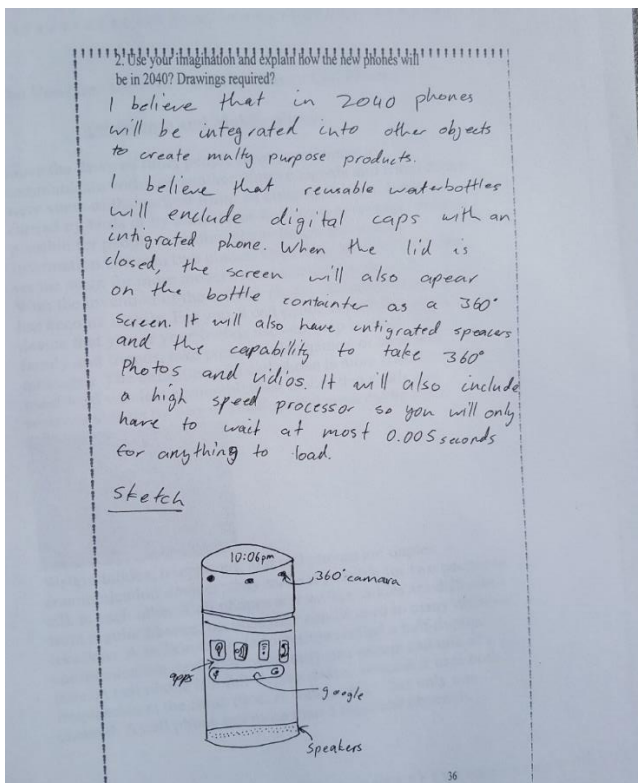 2. Use your imagination and explain how the new phones will
be in 2040? Drawings required?
I believe that in 2040 phones
will be integrated into other objects
to create multy purpose products.
I believe that reusable waterbottles
will enclude digital caps with an
intigrated phone. When the lid is
closed, the screen will also apear
on the bottle containter as a 360°
screen. It will also have intigrated speacers
and the capability to take 360°
Photos and vidios. It will also include
a high speed processor so you will only
have to wait at most 0.005 seconds
for anything to load.
Sketch
10:06pm
360° camara
apps
G
google
speakers
36